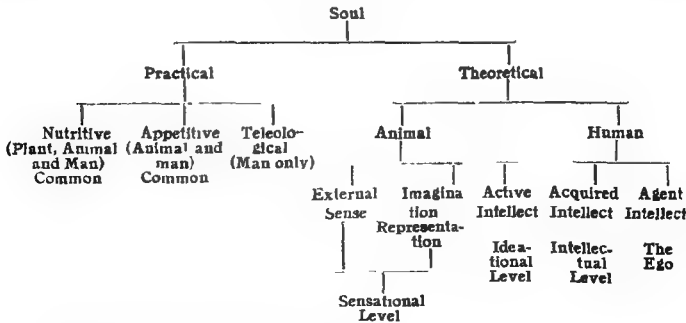 Soul
Practical
Theoretical
Nutritive
(Plant, Animal
and Man)
Common
Appetitive
(Animal and
man)
Common
Teleolo-
gical
(Man only)
Animal
Human
External
Sense
Imagina
tion
Representa-
tion
Active
Intellect
Acquired
Intellect
Agent
Intellect
Idea-
tional
Level
Intellec-
tual
Level
The
Ego
Sensational
Level